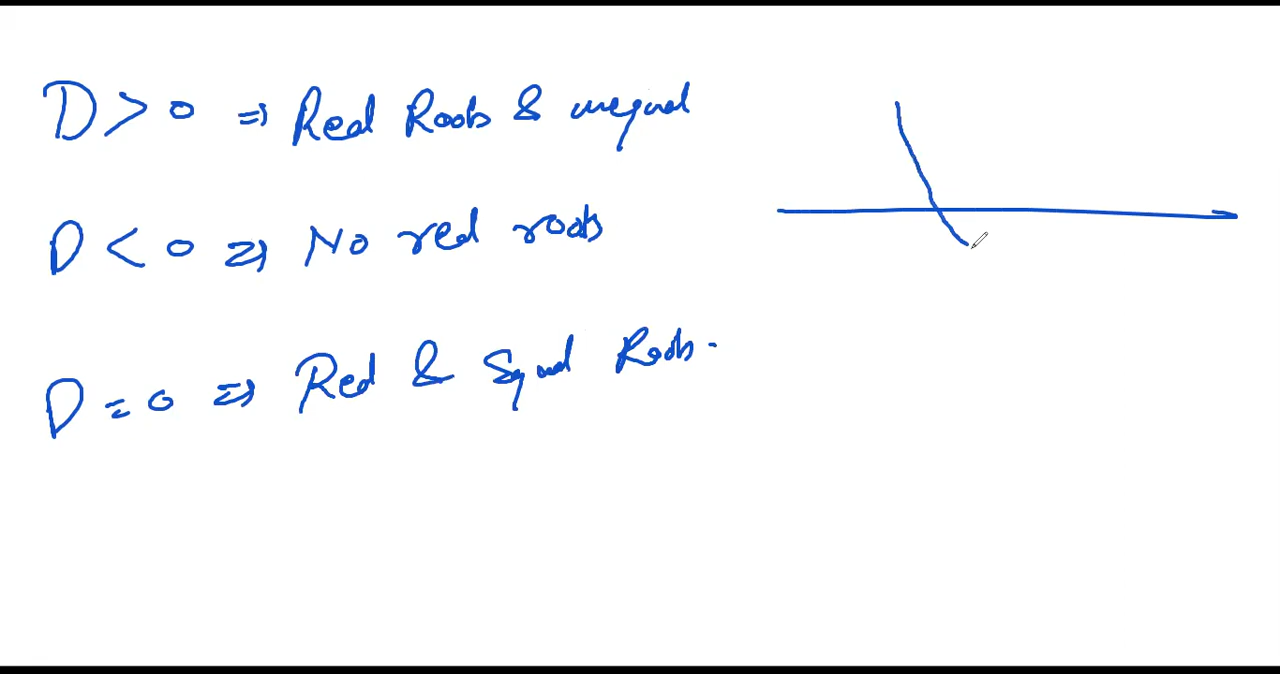 D > 0 ⇒ Real Roots & unequal
D < 0 ⇒ No real roots
D = 0 ⇒ Real & Equal Roots.